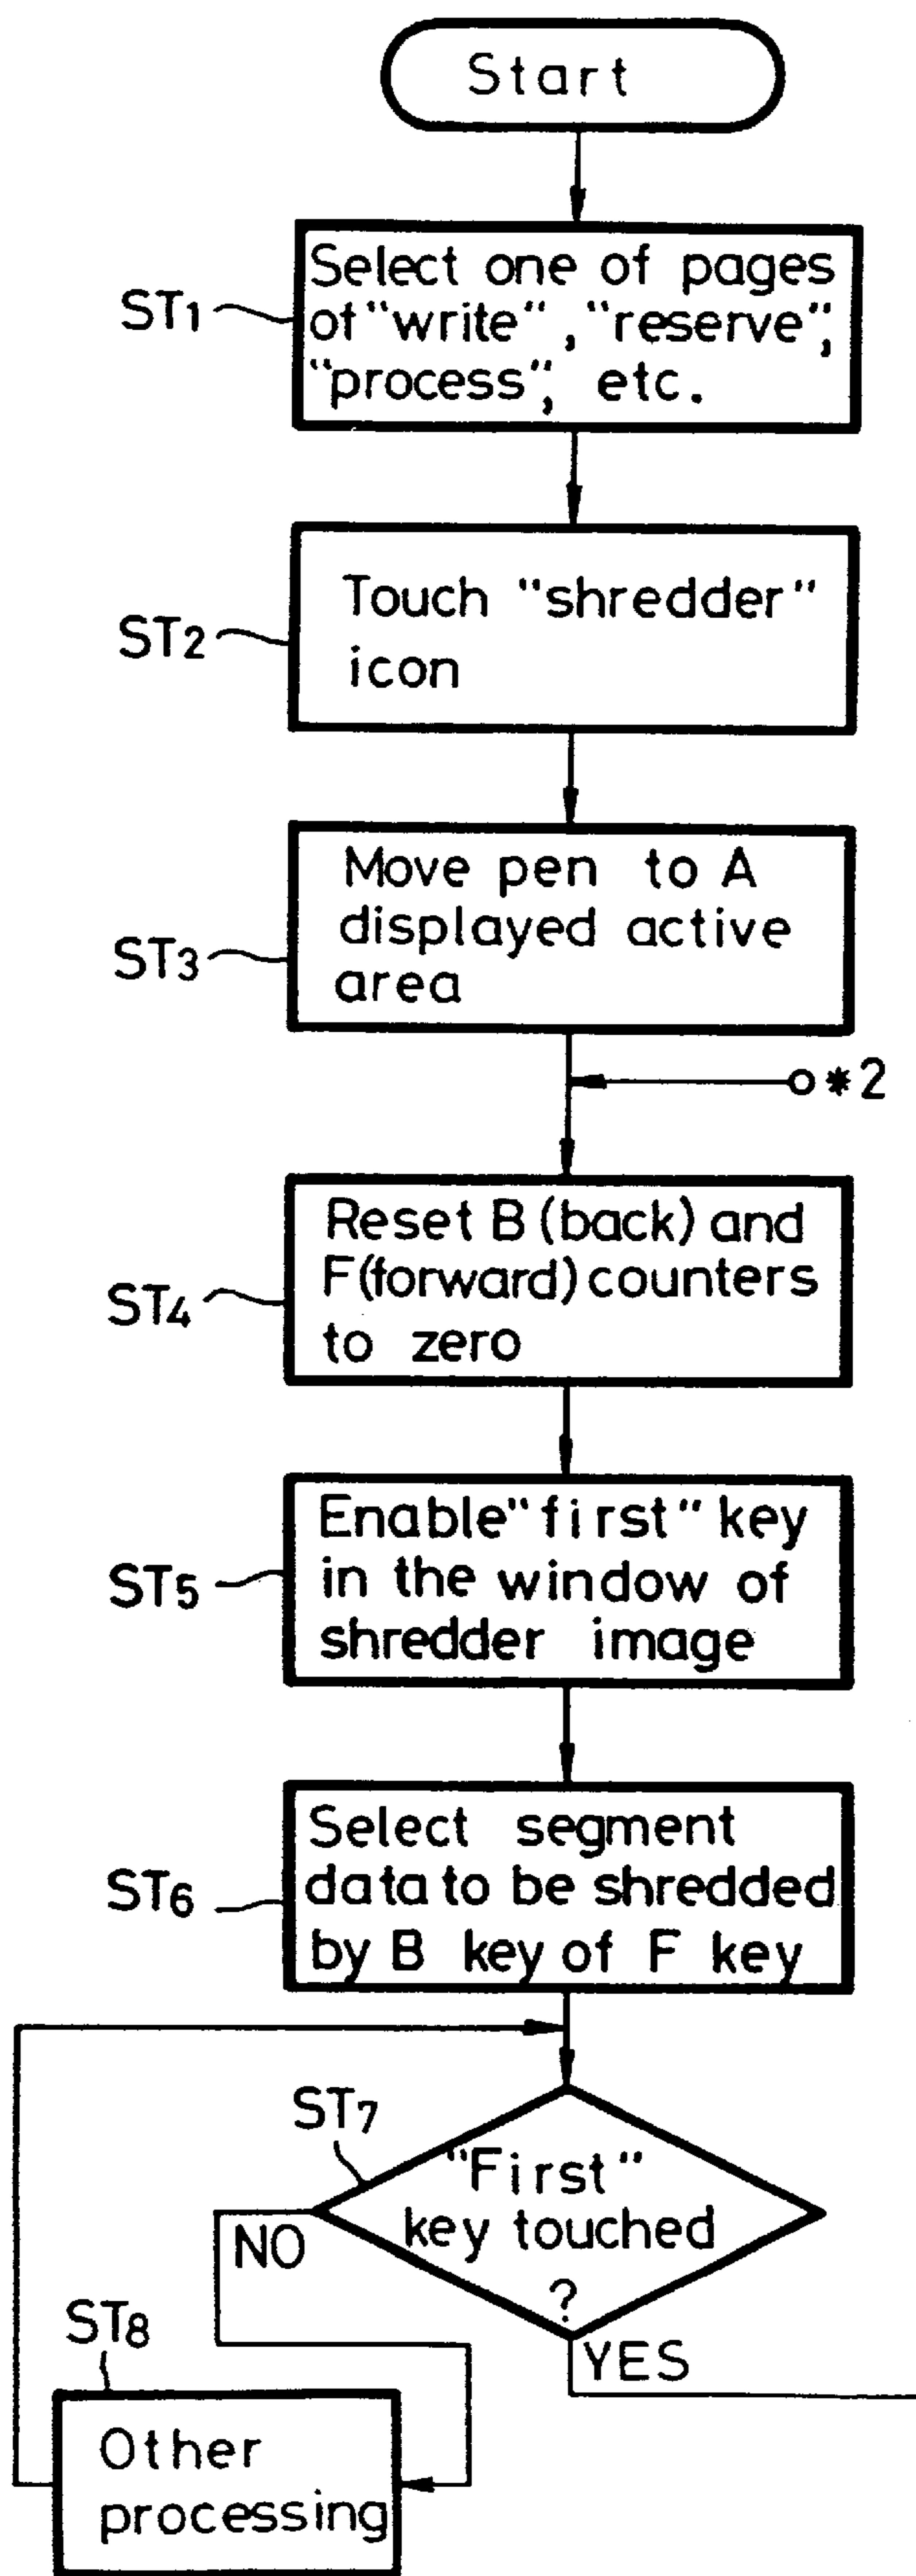 Start
ST1
Select one of pages
of "write", "reserve",
"process", etc.
ST2
Touch "shredder"
icon
ST3
Move pen to A
displayed active
area
*2
ST4
Reset B (back) and
F (forward) counters
to zero
ST5
Enable "first" key
in the window of
shredder image
ST6
Select segment
data to be shredded
by B key of F key
ST7
"First"
key touched
?
NO
YES
ST8
Other
processing